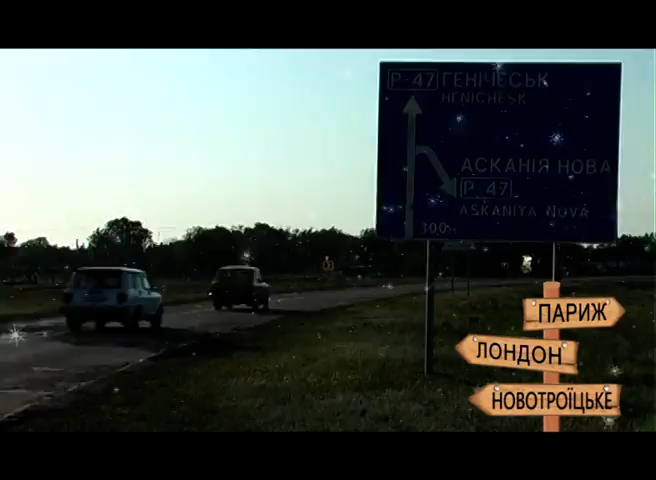 Р-47 ГЕНІЧЕСЬК
HENICHESK
АСКАНІЯ НОВА
Р-47
ASKANIYA NOVA
300м
ПАРИЖ
ЛОНДОН
НОВОТРОЇЦЬКЕ